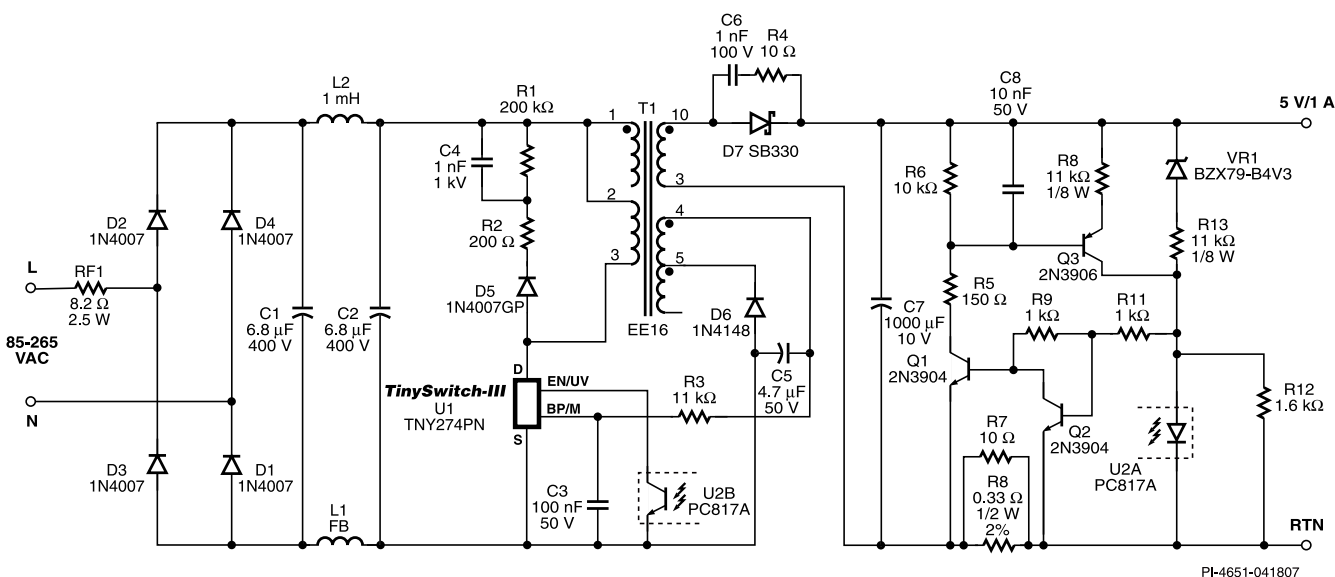 L2
1 mH
R1
200 kΩ
C4
1 nF
1 kV
T1
1
10
2
3
3
4
5
EE16
C6
1 nF
100 V
R4
10 Ω
D7 SB330
C8
10 nF
50 V
5 V/1 A
R6
10 kΩ
R8
11 kΩ
1/8 W
VR1
BZX79-B4V3
D2
1N4007
D4
1N4007
R2
200 Ω
D5
1N4007GP
D6
1N4148
Q3
2N3906
R13
11 kΩ
1/8 W
L
RF1
8.2 Ω
2.5 W
85-265
VAC
N
C1
6.8 µF
400 V
C2
6.8 µF
400 V
C7
1000 µF
10 V
R5
150 Ω
R9
1 kΩ
R11
1 kΩ
Q1
2N3904
D
S
TinySwitch-III
U1
TNY274PN
EN/UV
BP/M
R3
11 kΩ
C5
4.7 µF
50 V
Q2
2N3904
R12
1.6 kΩ
D3
1N4007
D1
1N4007
L1
FB
C3
100 nF
50 V
U2B
PC817A
R7
10 Ω
R8
0.33 Ω
1/2 W
2%
U2A
PC817A
RTN
PI-4651-041807